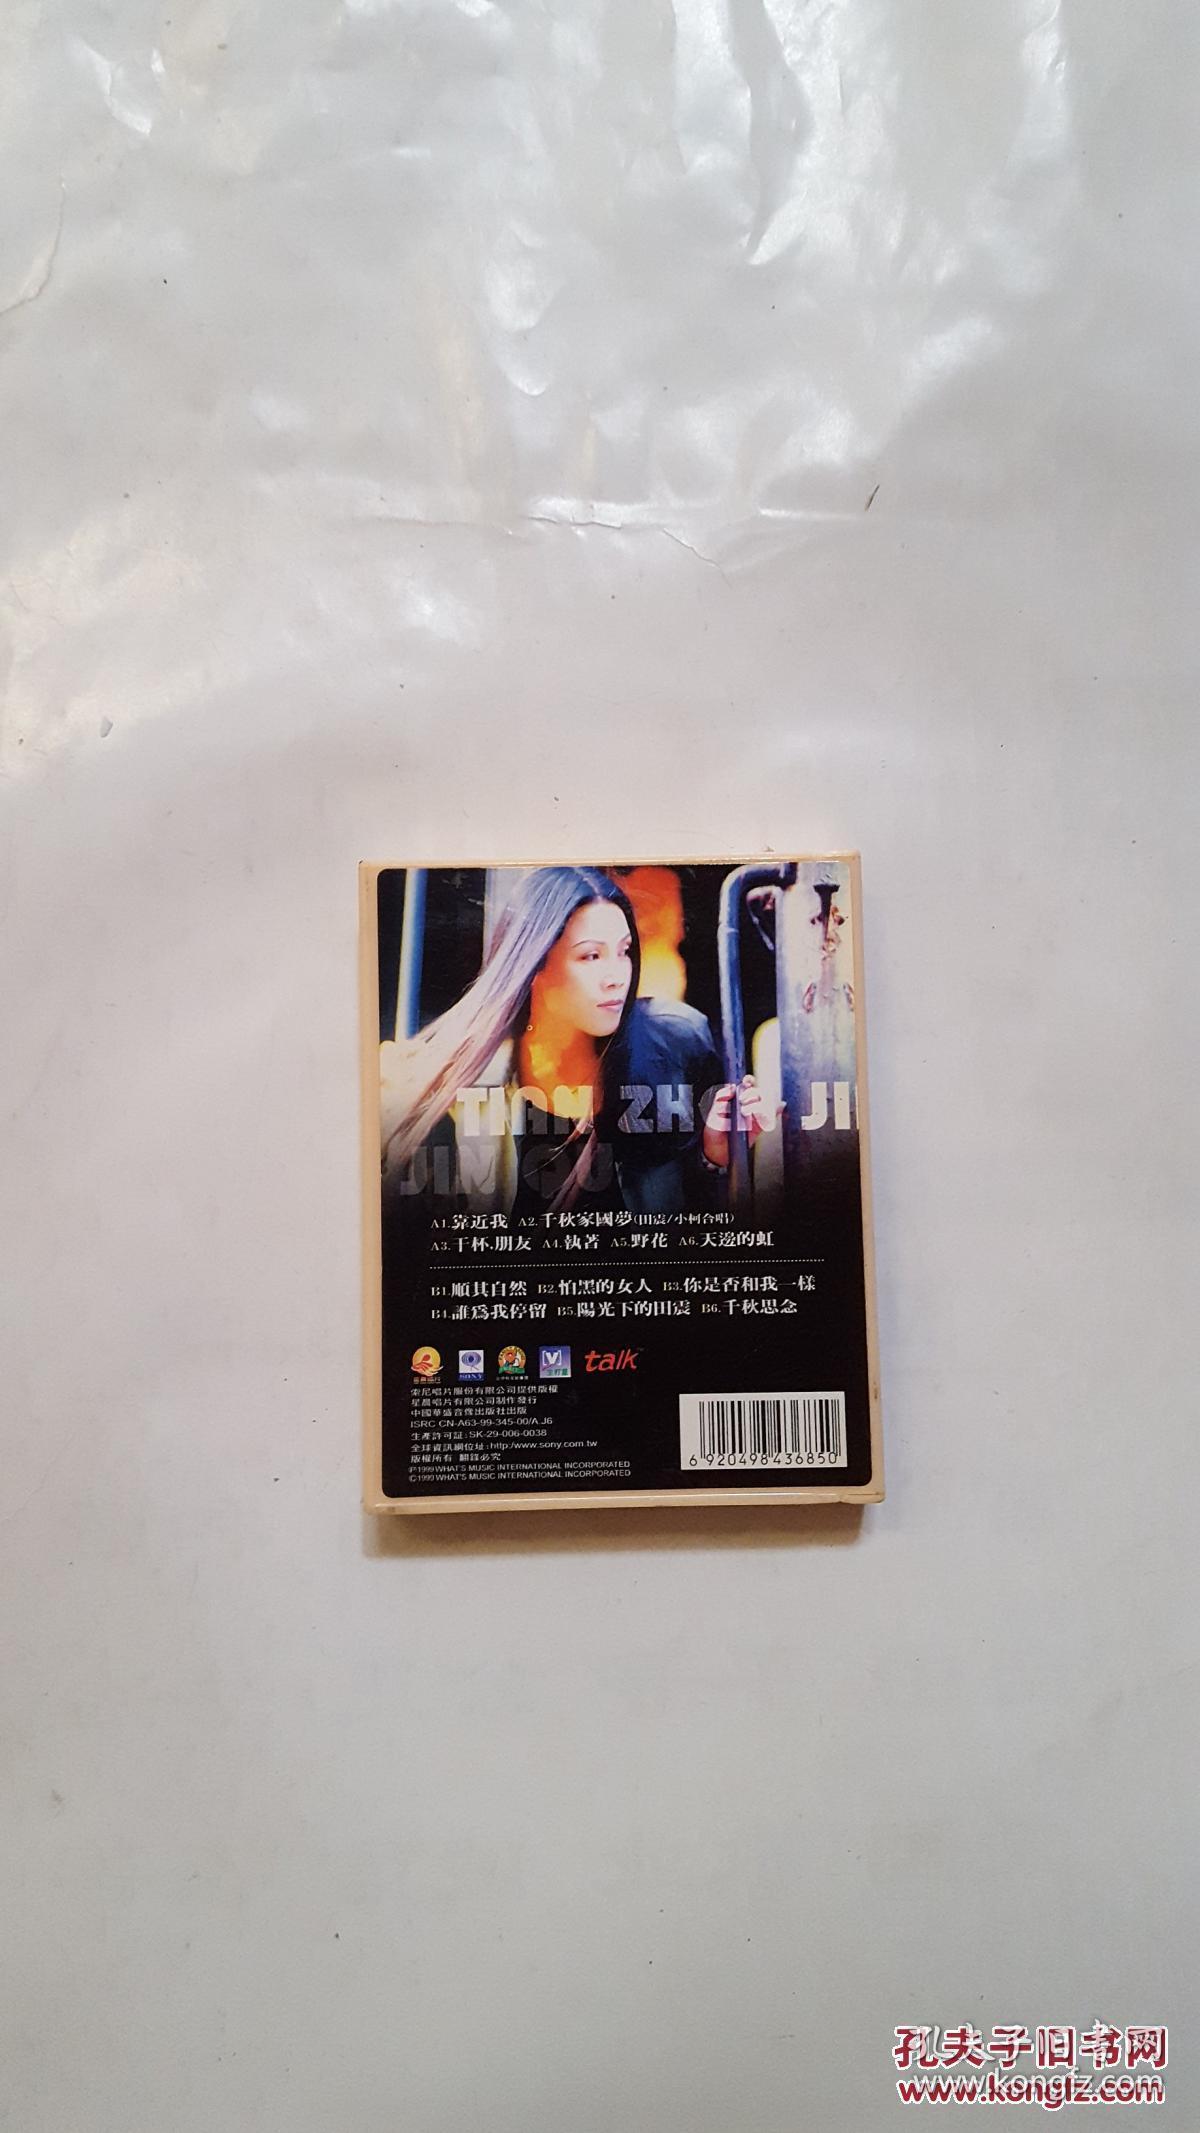 TIAN ZHEN JI
JIN QU
A1.靠近我 A2.千秋家國夢(田震/小柯合唱)
A3.干杯.朋友 A4.執著 A5.野花 A6.天邊的虹
B1.順其自然 B2.怕黑的女人 B3.你是否和我一樣
B4.誰為我停留 B5.陽光下的田震 B6.千秋思念
星晨唱片 SONY [V] talk
索尼唱片股份有限公司提供版權
星晨唱片有限公司制作發行
中國華盛音像出版社出版
ISRC CN-A63-99-345-00/A.J6
生產許可証:SK-29-006-0038
全球資訊網位址:http:/www.sony.com.tw
版權所有 翻錄必究
℗1999 WHAT'S MUSIC INTERNATIONAL INCORPORATED
©1999 WHAT'S MUSIC INTERNATIONAL INCORPORATED
6 920498 436850
孔夫子旧书网
www.kongfz.com